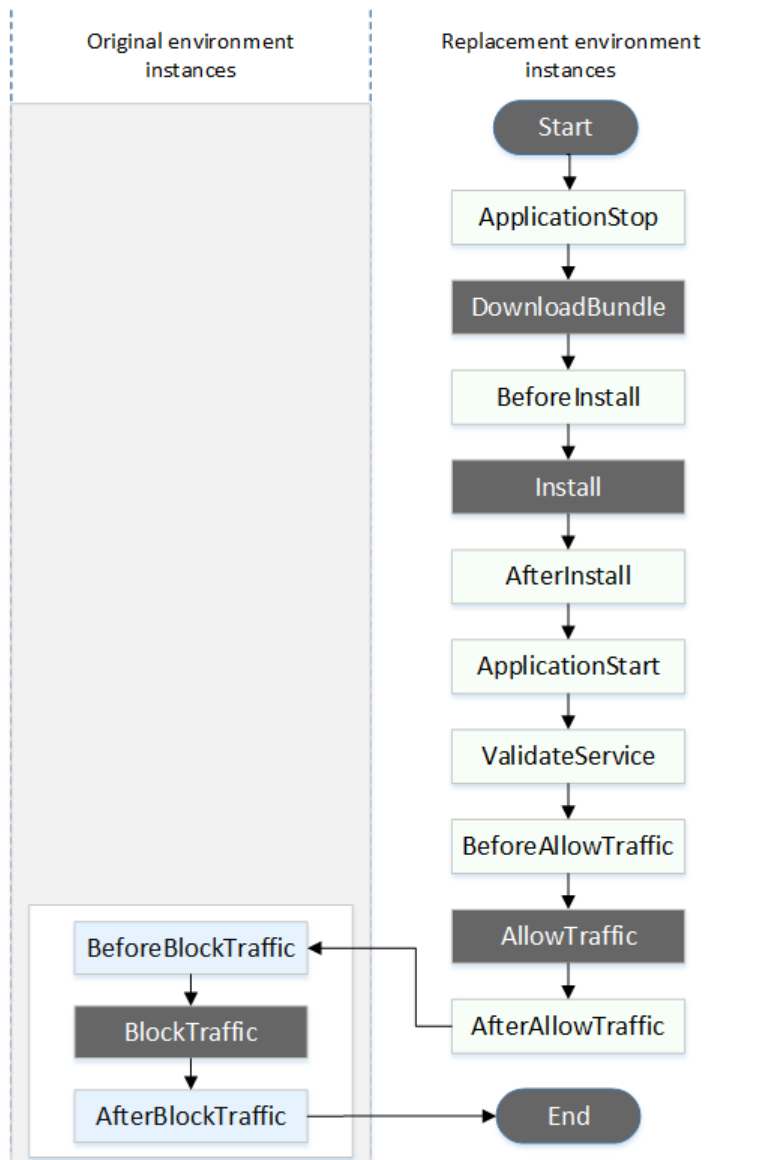 Original environment
instances
Replacement environment
instances
Start
ApplicationStop
DownloadBundle
BeforeInstall
Install
AfterInstall
ApplicationStart
ValidateService
BeforeAllowTraffic
AllowTraffic
AfterAllowTraffic
BeforeBlockTraffic
BlockTraffic
AfterBlockTraffic
End